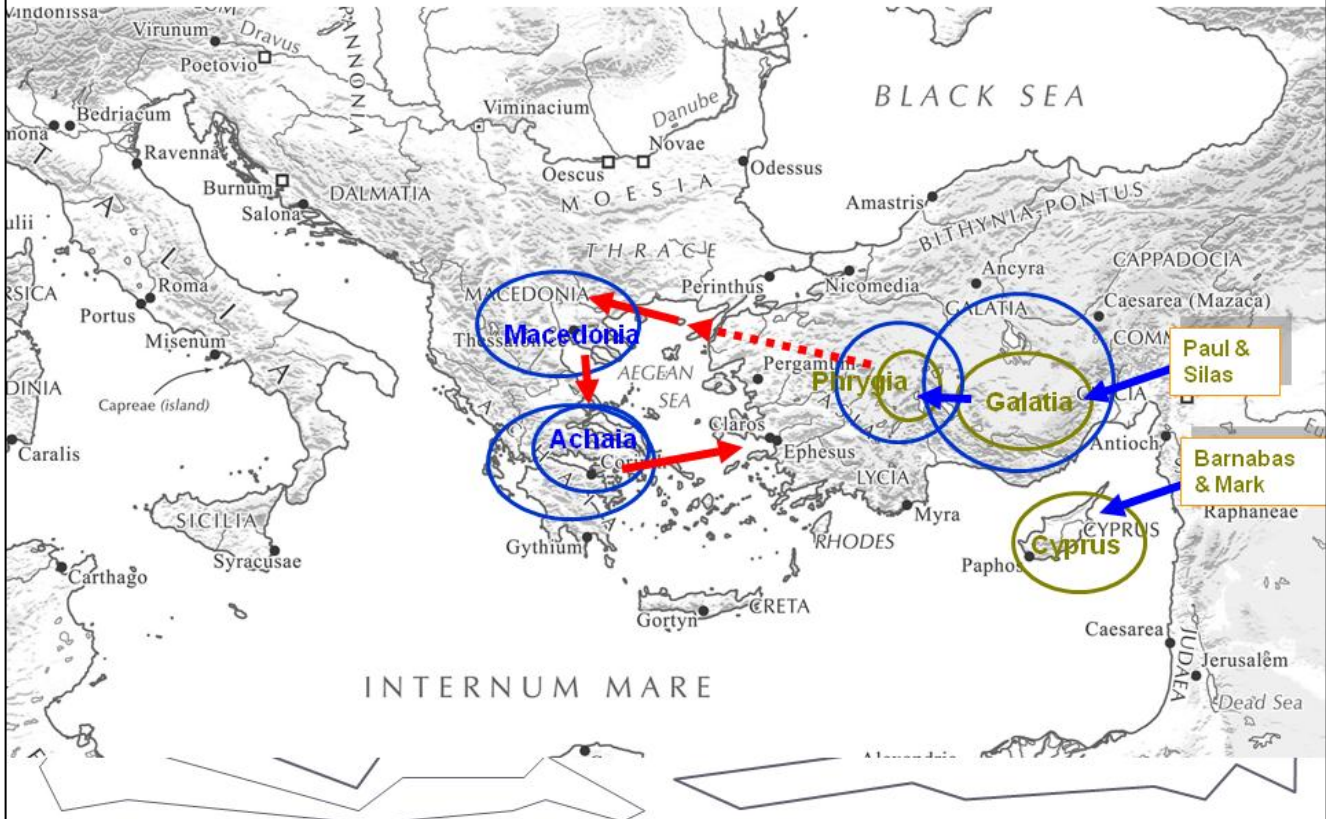 Vindonissa
Virunum
Dravus
Poetovio
PANNONIA
BLACK SEA
Viminacium
Danube
Bedriacum
Ravenna
Novae
Oescus
Odessus
Burnum
DALMATIA
MOESIA
Salona
Amastris
BITHYNIA-PONTUS
ITALIA
THRACE
Ancyra
CAPPADOCIA
Roma
Perinthus
Nicomedia
MACEDONIA
GALATIA
Caesarea (Mazaca)
Portus
Misenum
Macedonia
Paul &
Silas
Pergamum
AEGEAN
SEA
Phrygia
Galatia
Capreae (island)
Achaia
Claros
Ephesus
Antioch
Caralis
LYCIA
Barnabas
& Mark
Raphaneae
SICILIA
Myra
RHODES
CYPRUS
Cyprus
Gythium
Syracusae
Paphos
Carthago
CRETA
Gortyn
Caesarea
JUDAEA
Jerusalem
INTERNUM MARE
Dead Sea